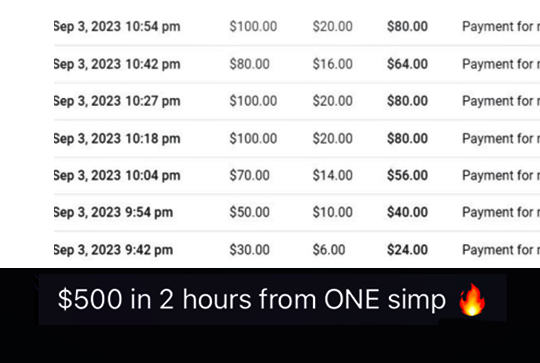 Sep 3, 2023 10:54 pm $100.00 $20.00 $80.00 Payment for
Sep 3, 2023 10:42 pm $80.00 $16.00 $64.00 Payment for
Sep 3, 2023 10:27 pm $100.00 $20.00 $80.00 Payment for
Sep 3, 2023 10:18 pm $100.00 $20.00 $80.00 Payment for
Sep 3, 2023 10:04 pm $70.00 $14.00 $56.00 Payment for
Sep 3, 2023 9:54 pm $50.00 $10.00 $40.00 Payment for
Sep 3, 2023 9:42 pm $30.00 $6.00 $24.00 Payment for
$500 in 2 hours from ONE simp 🔥